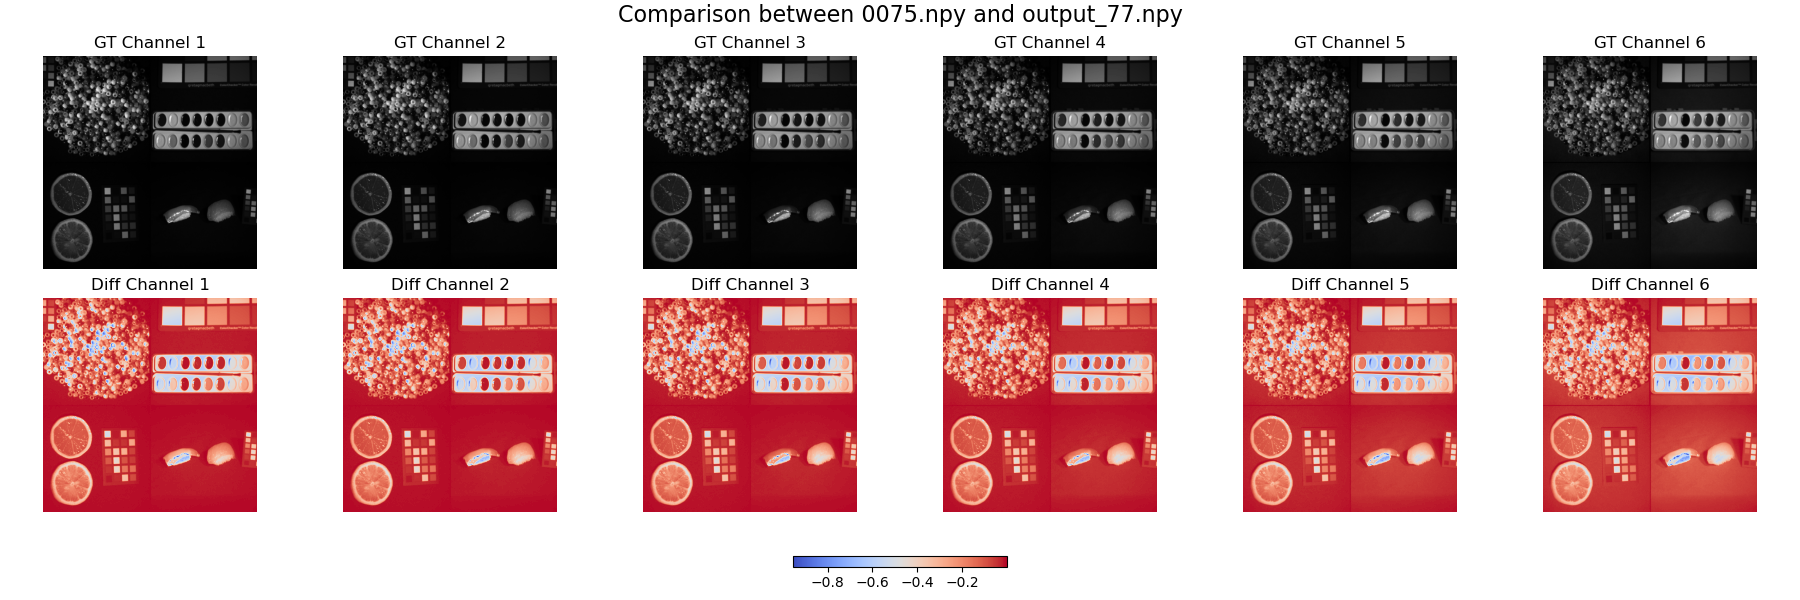 Comparison between 0075.npy and output_77.npy
GT Channel 1
GT Channel 2
GT Channel 3
GT Channel 4
GT Channel 5
GT Channel 6
Diff Channel 1
Diff Channel 2
Diff Channel 3
Diff Channel 4
Diff Channel 5
Diff Channel 6
−0.8 −0.6 −0.4 −0.2